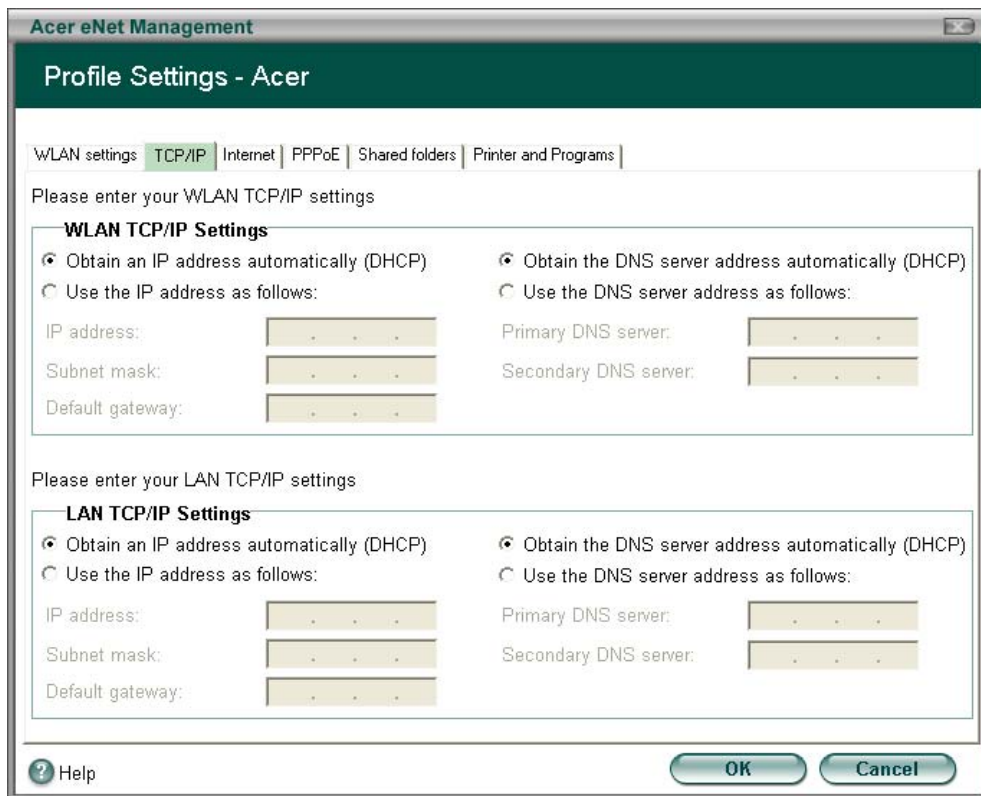 Acer eNet Management
Profile Settings - Acer
WLAN settings TCP/IP Internet PPPoE Shared folders Printer and Programs
Please enter your WLAN TCP/IP settings
WLAN TCP/IP Settings
Obtain an IP address automatically (DHCP) Obtain the DNS server address automatically (DHCP)
Use the IP address as follows: Use the DNS server address as follows:
IP address: . . . Primary DNS server: . . .
Subnet mask: . . . Secondary DNS server: . . .
Default gateway: . . .
Please enter your LAN TCP/IP settings
LAN TCP/IP Settings
Obtain an IP address automatically (DHCP) Obtain the DNS server address automatically (DHCP)
Use the IP address as follows: Use the DNS server address as follows:
IP address: . . . Primary DNS server: . . .
Subnet mask: . . . Secondary DNS server: . . .
Default gateway: . . .
? Help OK Cancel